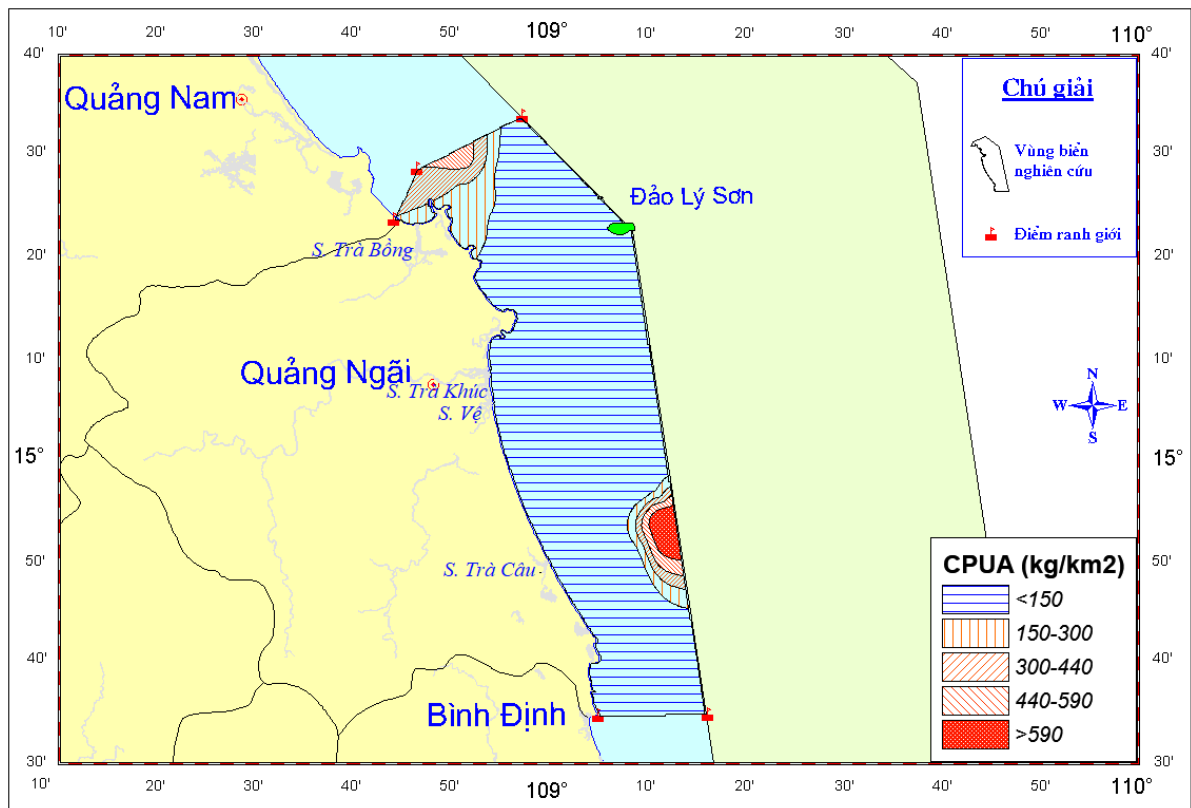 10' 20' 30' 40' 50' 109° 10' 20' 30' 40' 50' 110°
40' 40'
Quảng Nam
Chú giải
30' 30'
Vùng biển
nghiên cứu
Đảo Lý Sơn
Điểm ranh giới
S. Trà Bồng
20' 20'
10' 10'
Quảng Ngãi
S. Trà Khúc
S. Vệ
N
W E
S
15° 15°
50' 50'
S. Trà Câu
CPUA (kg/km2)
<150
150-300
300-440
440-590
>590
40' 40'
Bình Định
30' 30'
10' 20' 30' 40' 50' 109° 10' 20' 30' 40' 50' 110°